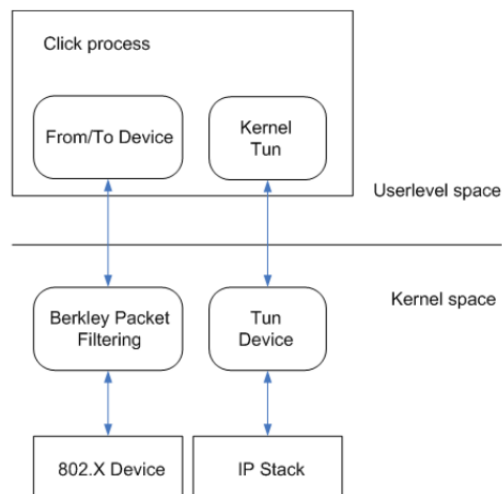 Click process
From/To Device
Kernel
Tun
Userlevel space
Kernel space
Berkley Packet
Filtering
Tun
Device
802.X Device
IP Stack